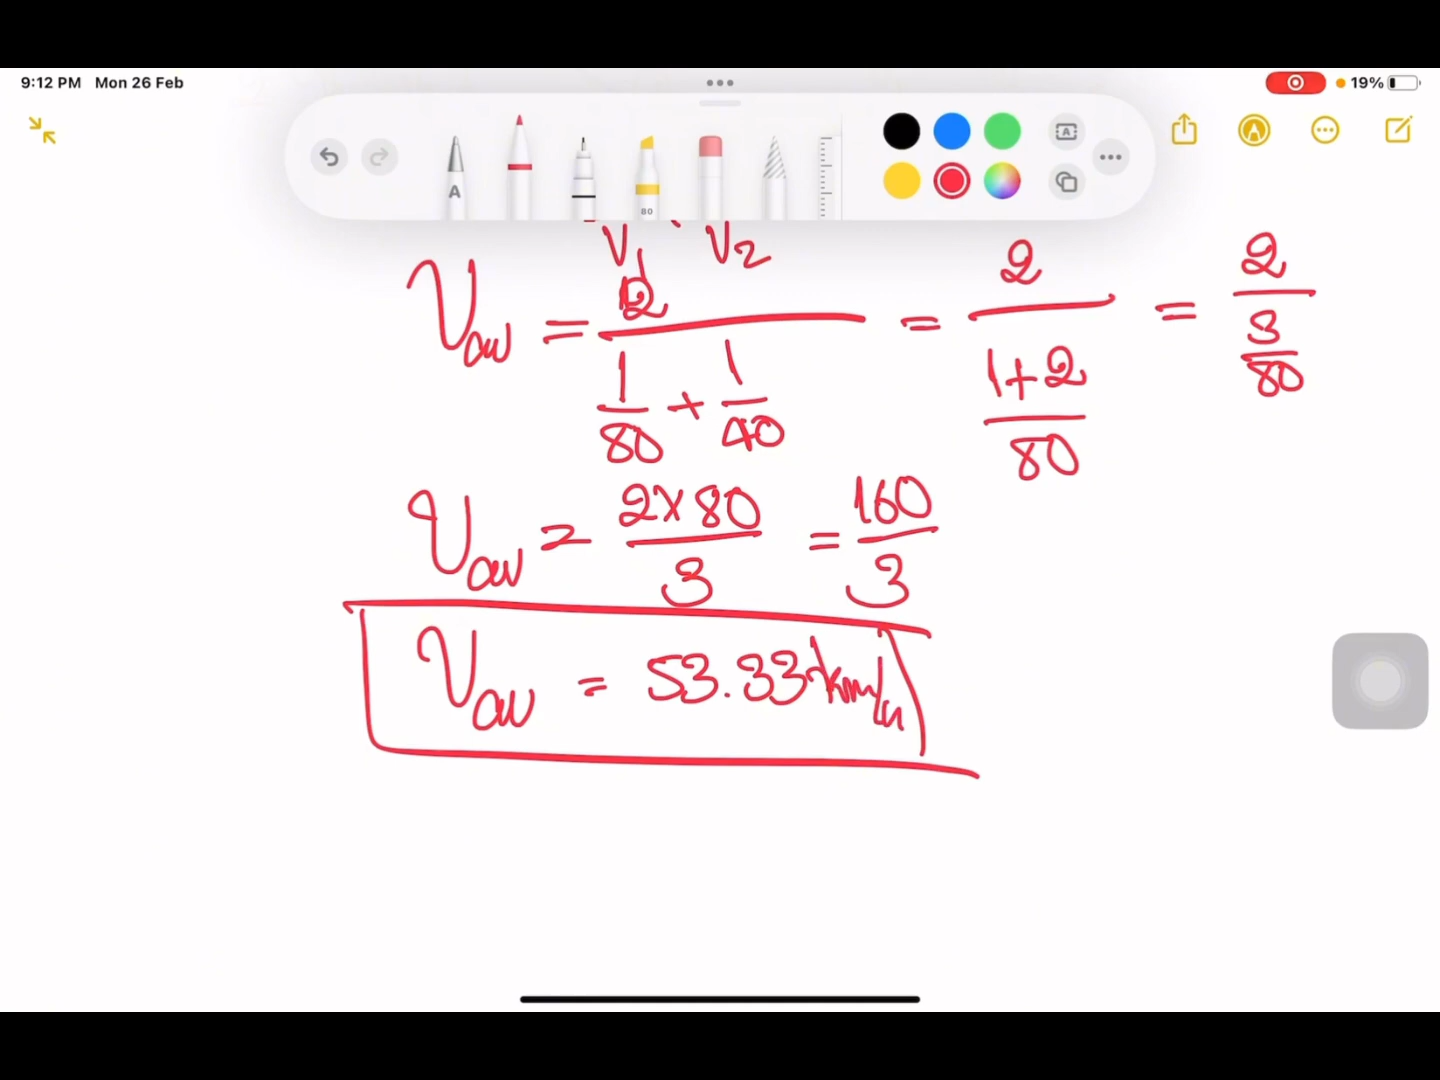 9:12 PM Mon 26 Feb 19%
A 80 A
V1 V2
Vav = 2 / (1/80 + 1/40) = 2 / ((1+2)/80) = 2 / (3/80)
Vav = 2×80/3 = 160/3
Vav = 53.33 km/h